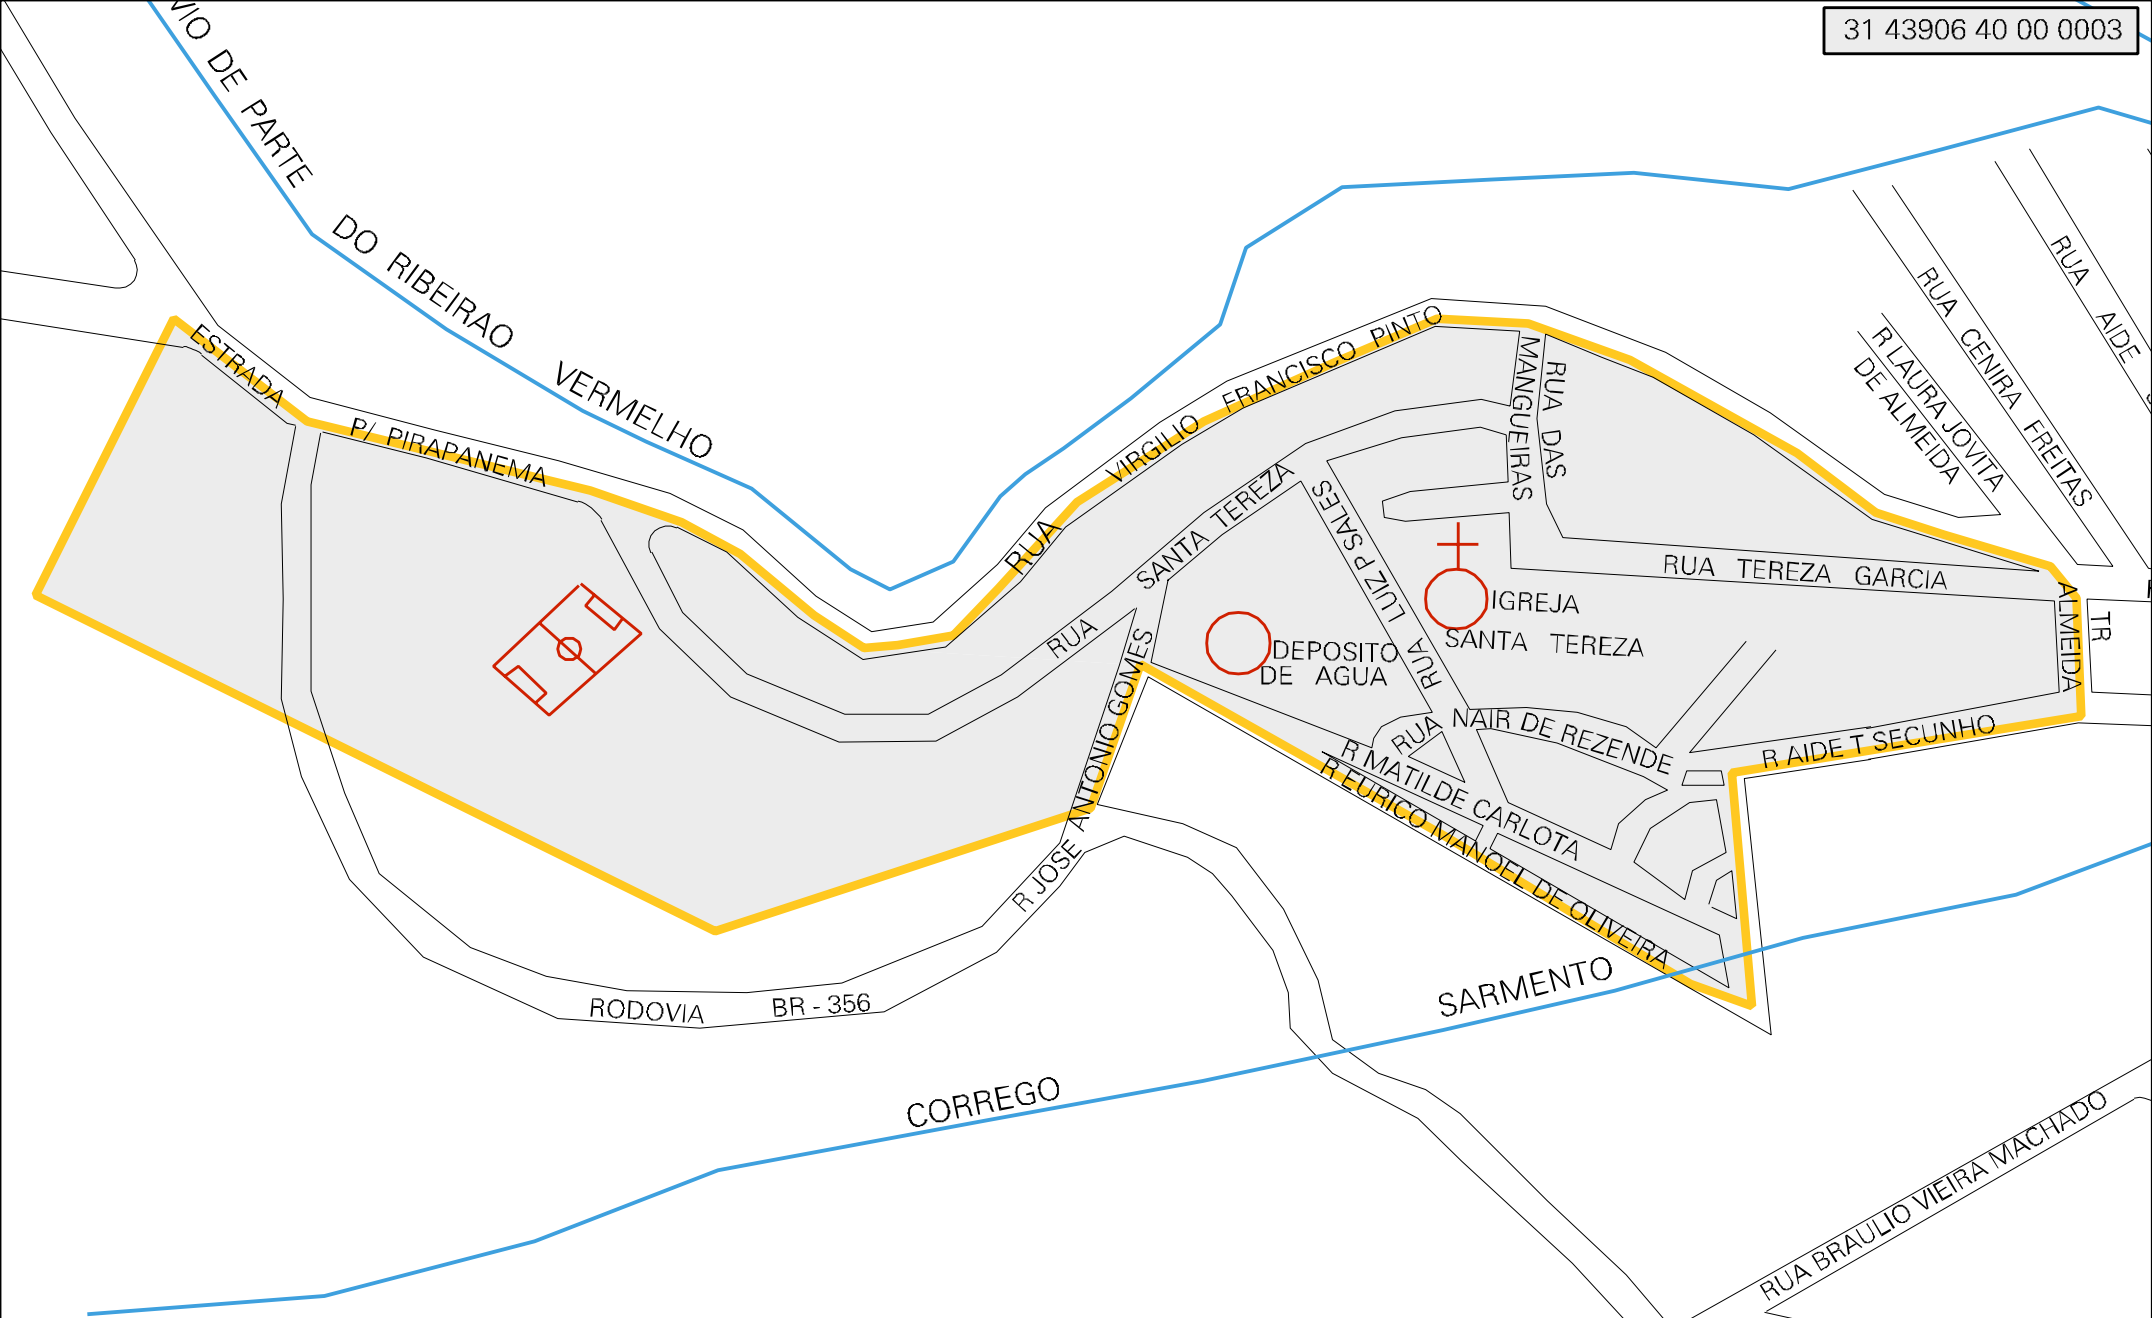 31 43906 40 00 0003
VIO DE PARTE
DO RIBEIRAO VERMELHO
ESTRADA P/ PIRAPANEMA
RUA VIRGILIO FRANCISCO PINTO
RUA DAS
MANGUEIRAS
RUA AIDE
RUA CENIRA FREITAS
R LAURA JOVITA
DE ALMEIDA
RUA SANTA TEREZA
RUA LUIZ P SALES
RUA TEREZA GARCIA
IGREJA
SANTA TEREZA
DEPOSITO
DE AGUA
TR
ALMEIDA
RUA NAIR DE REZENDE
R AIDE T SECUNHO
R MATILDE CARLOTA
R EURICO MANOEL DE OLIVEIRA
R JOSE ANTONIO GOMES
RODOVIA BR - 356
CORREGO SARMENTO
RUA BRAULIO VIEIRA MACHADO